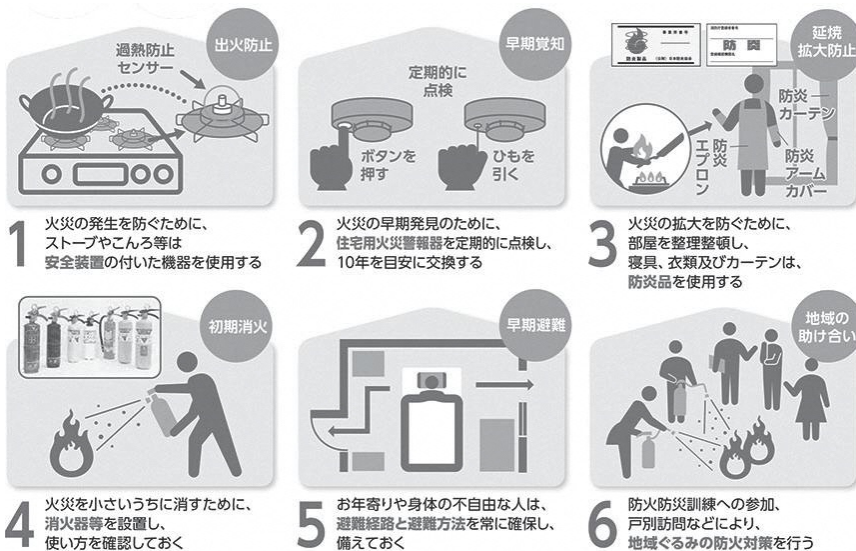 出火防止
過熱防止
センサー
1
火災の発生を防ぐために、
ストーブやこんろ等は
安全装置の付いた機器を使用する
早期覚知
定期的に
点検
ボタンを
押す
ひもを
引く
2
火災の早期発見のために、
住宅用火災警報器を定期的に点検し、
10年を目安に交換する
延焼
拡大防止
防炎
防炎
カーテン
防炎
エプロン
防炎
アーム
カバー
3
火災の拡大を防ぐために、
部屋を整理整頓し、
寝具、衣類及びカーテンは、
防炎品を使用する
初期消火
4
火災を小さいうちに消すために、
消火器等を設置し、
使い方を確認しておく
早期避難
5
お年寄りや身体の不自由な人は、
避難経路と避難方法を常に確保し、
備えておく
地域の
助け合い
6
防火防災訓練への参加、
戸別訪問などにより、
地域ぐるみの防火対策を行う